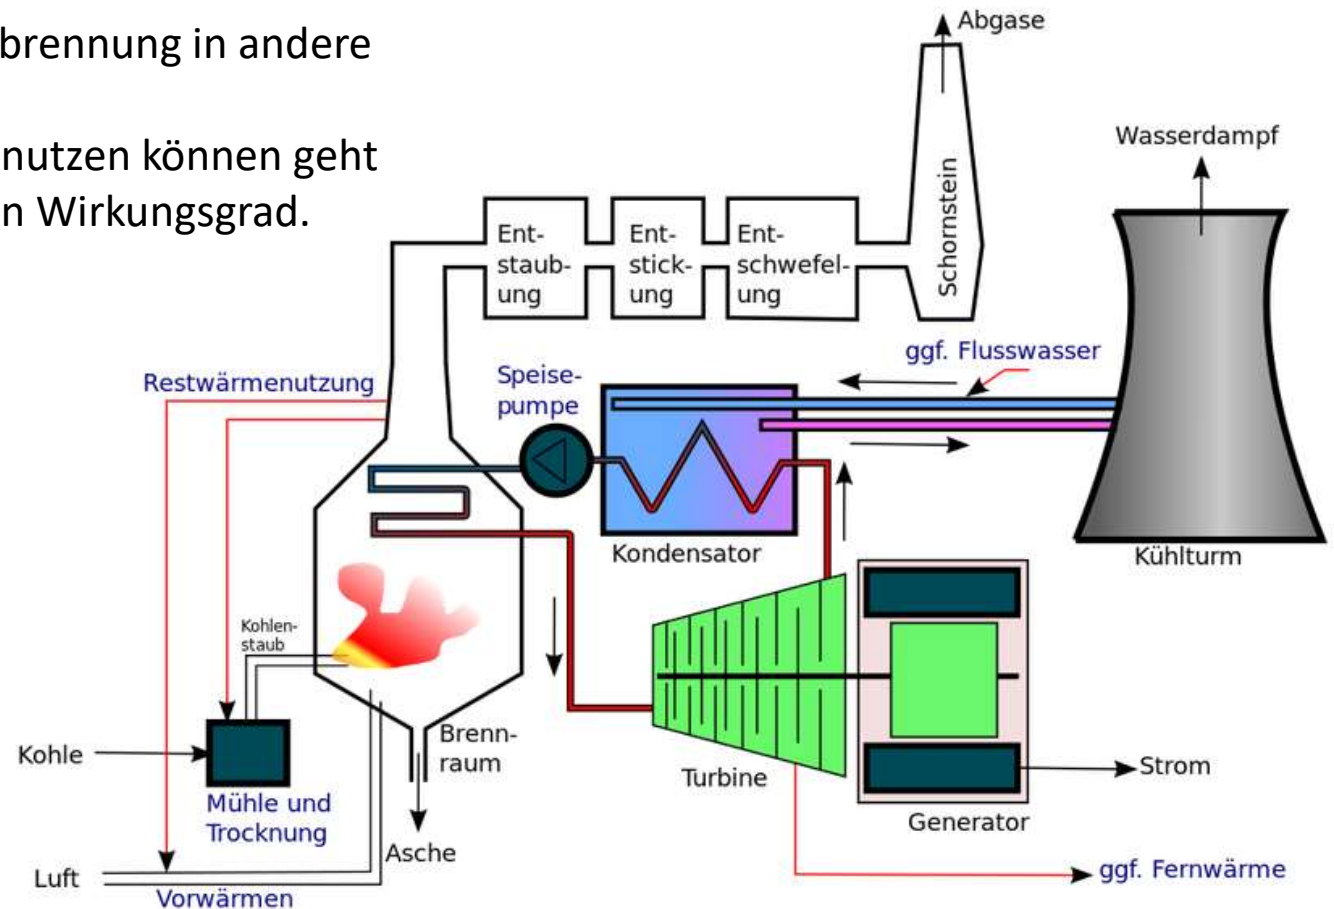 brennung in andere
nutzen können geht
n Wirkungsgrad.
Abgase
Wasserdampf
Schornstein
Ent-
staub-
ung
Ent-
stick-
ung
Ent-
schwefel-
ung
ggf. Flusswasser
Restwärmenutzung
Speise-
pumpe
Kondensator
Kühlturm
Kohlen-
staub
Kohle
Brenn-
raum
Turbine
Strom
Mühle und
Trocknung
Generator
Asche
Luft
ggf. Fernwärme
Vorwärmen